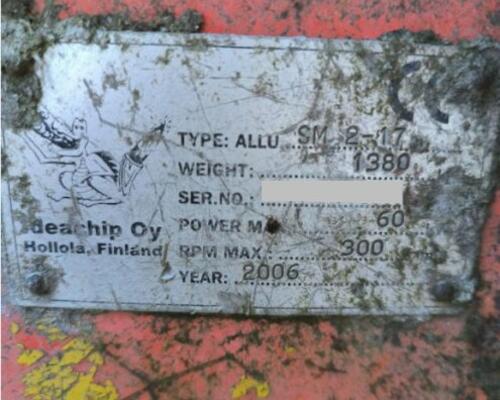 CE
TYPE: ALLU SM 2-17
WEIGHT: 1380
SER.NO.:
POWER M 60
RPM MAX. 300
YEAR: 2006
deachip Oy
Hollola, Finland